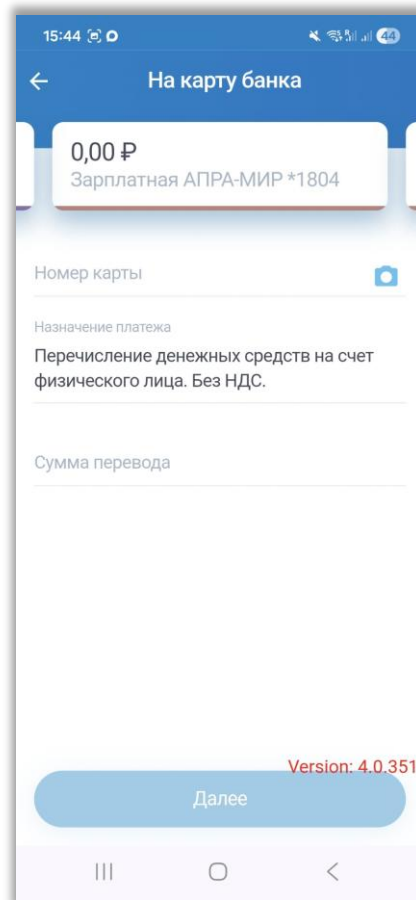 15:44
44
На карту банка
0,00 ₽
Зарплатная АПРА-МИР *1804
Номер карты
Назначение платежа
Перечисление денежных средств на счет
физического лица. Без НДС.
Сумма перевода
Version: 4.0.351
Далее